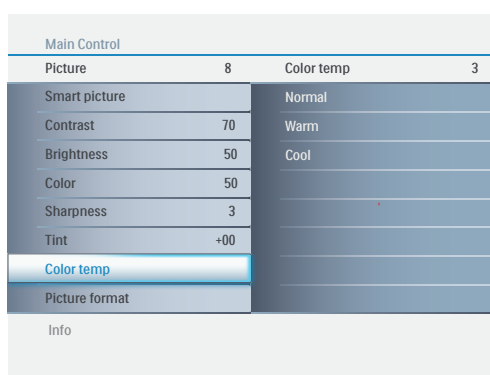 Main Control
Picture 8 Color temp 3
Smart picture Normal
Contrast 70 Warm
Brightness 50 Cool
Color 50
Sharpness 3
Tint +00
Color temp
Picture format
Info